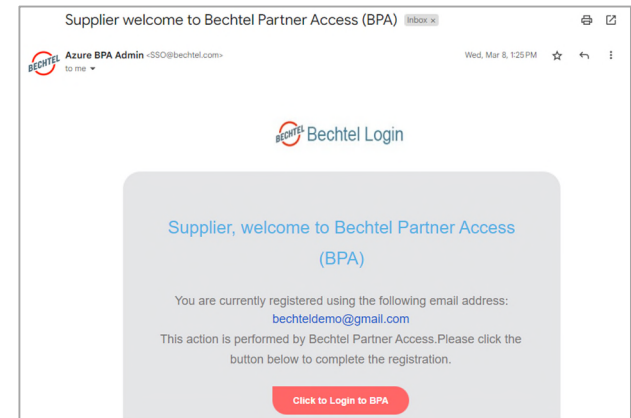 Supplier welcome to Bechtel Partner Access (BPA) Inbox ×
BECHTEL
Azure BPA Admin <SSO@bechtel.com>
Wed, Mar 8, 1:25 PM
to me
BECHTEL Bechtel Login
Supplier, welcome to Bechtel Partner Access
(BPA)
You are currently registered using the following email address:
bechteldemo@gmail.com
This action is performed by Bechtel Partner Access.Please click the
button below to complete the registration.
Click to Login to BPA